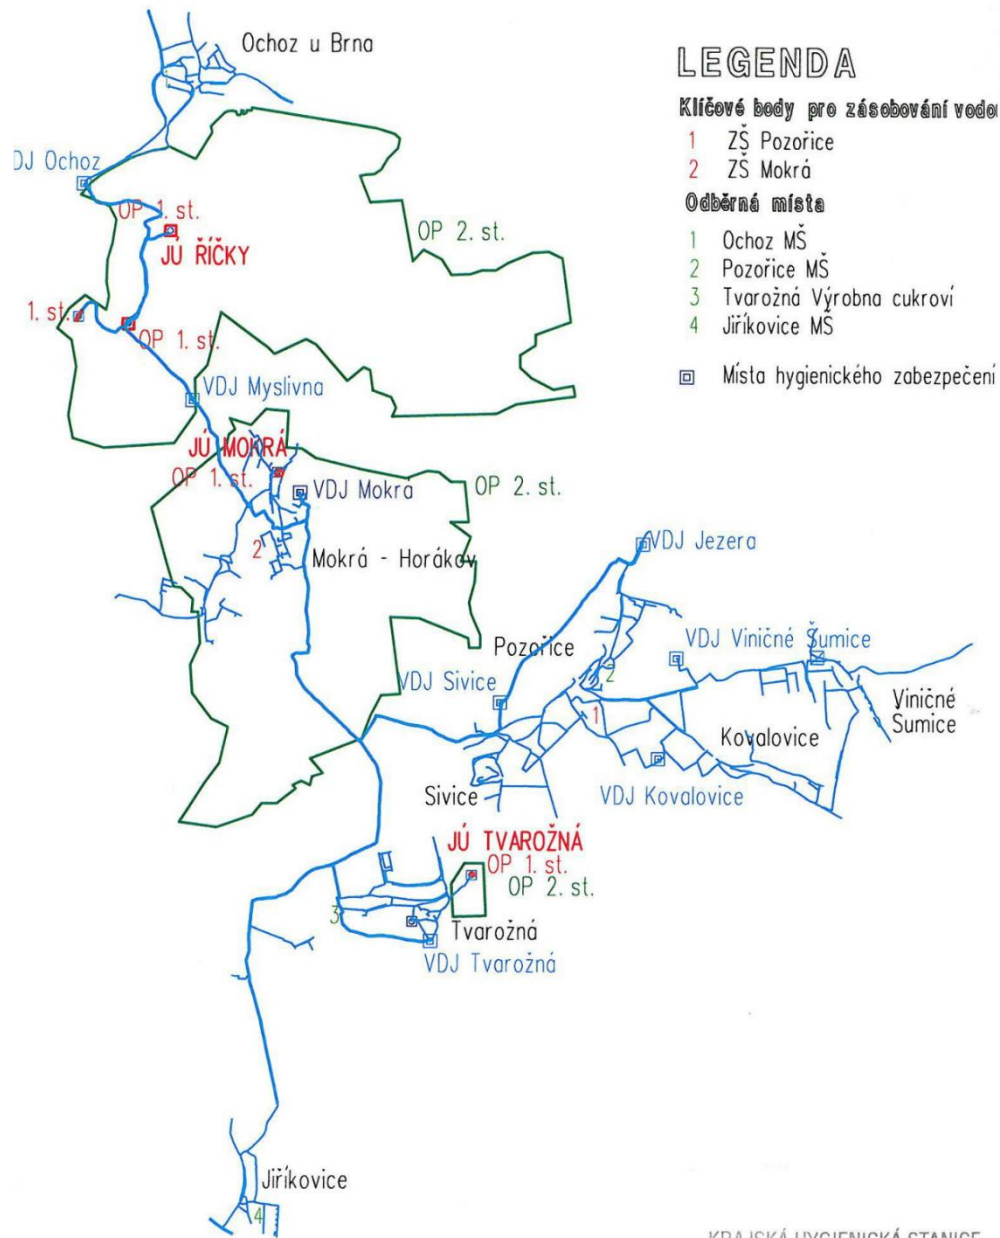 Ochoz u Brna
LEGENDA
Klíčové body pro zásobování vodo
1 ZŠ Pozořice
2 ZŠ Mokrá
Odběrná místa
1 Ochoz MŠ
2 Pozořice MŠ
3 Tvarožná Výrobna cukroví
4 Jiříkovice MŠ
Místa hygienického zabezpečení
DJ Ochoz
OP 1. st.
JÚ ŘÍČKY
OP 2. st.
1. st.
OP 1. st.
VDJ Myslivna
JÚ MOKRÁ
OP 1. st.
VDJ Mokrá
OP 2. st.
2
Mokrá - Horákov
VDJ Jezera
Pozořice
VDJ Viničné Šumice
2
VDJ Sivice
Viničné
Šumice
1
Kovalovice
Sivice
VDJ Kovalovice
JÚ TVAROŽNÁ
OP 1. st.
OP 2. st.
3
Tvarožná
VDJ Tvarožná
Jiříkovice
4
KRAJSKÁ HYGIENICKÁ STANICE